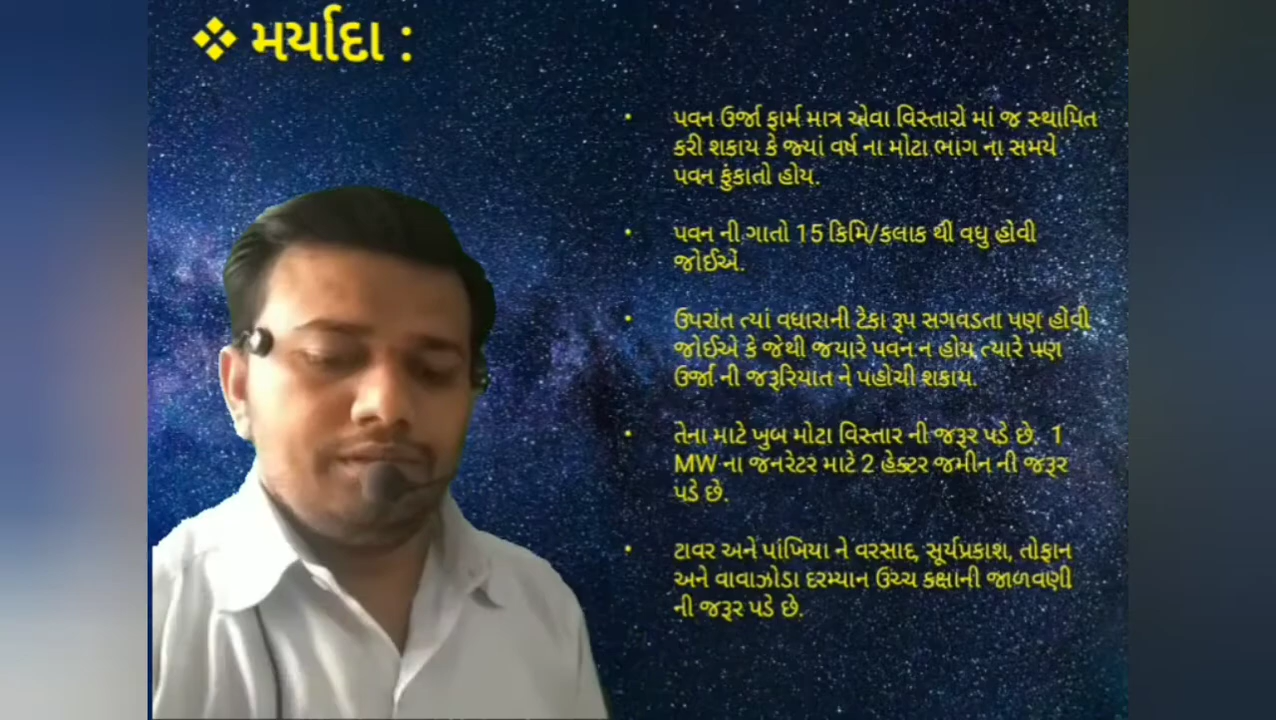 ❖ મર્યાદા :
• પવન ઉર્જા ફાર્મ માત્ર એવા વિસ્તારો માં જ સ્થાપિત
કરી શકાય કે જ્યાં વર્ષ ના મોટા ભાંગ ના સમયે
પવન ફુંકાતો હોય.
• પવન ની ગાતો 15 કિમિ/કલાક થી વધુ હોવી
જોઈએ.
• ઉપરાંત ત્યાં વધારાની ટેકા રૂપ સગવડતા પણ હોવી
જોઈએ કે જેથી જયારે પવન ન હોય ત્યારે પણ
ઉર્જા ની જરૂરિયાત ને પહોચી શકાય.
• તેના માટે ખુબ મોટા વિસ્તાર ની જરૂર પડે છે. 1
MW ના જનરેટર માટે 2 હેક્ટર જમીન ની જરૂર
પડે છે.
• ટાવર અને પાંખિયા ને વરસાદ, સૂર્યપ્રકાશ, તોફાન
અને વાવાઝોડા દરમ્યાન ઉચ્ચ કક્ષાની જાળવણી
ની જરૂર પડે છે.